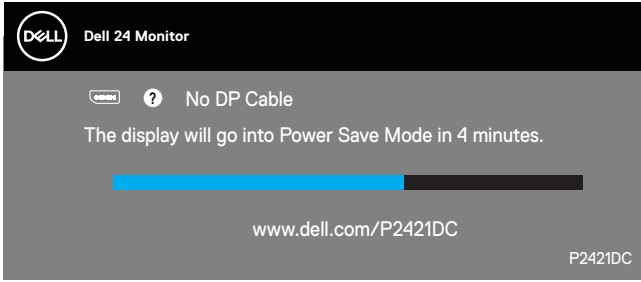 DELL
Dell 24 Monitor
? No DP Cable
The display will go into Power Save Mode in 4 minutes.
www.dell.com/P2421DC
P2421DC